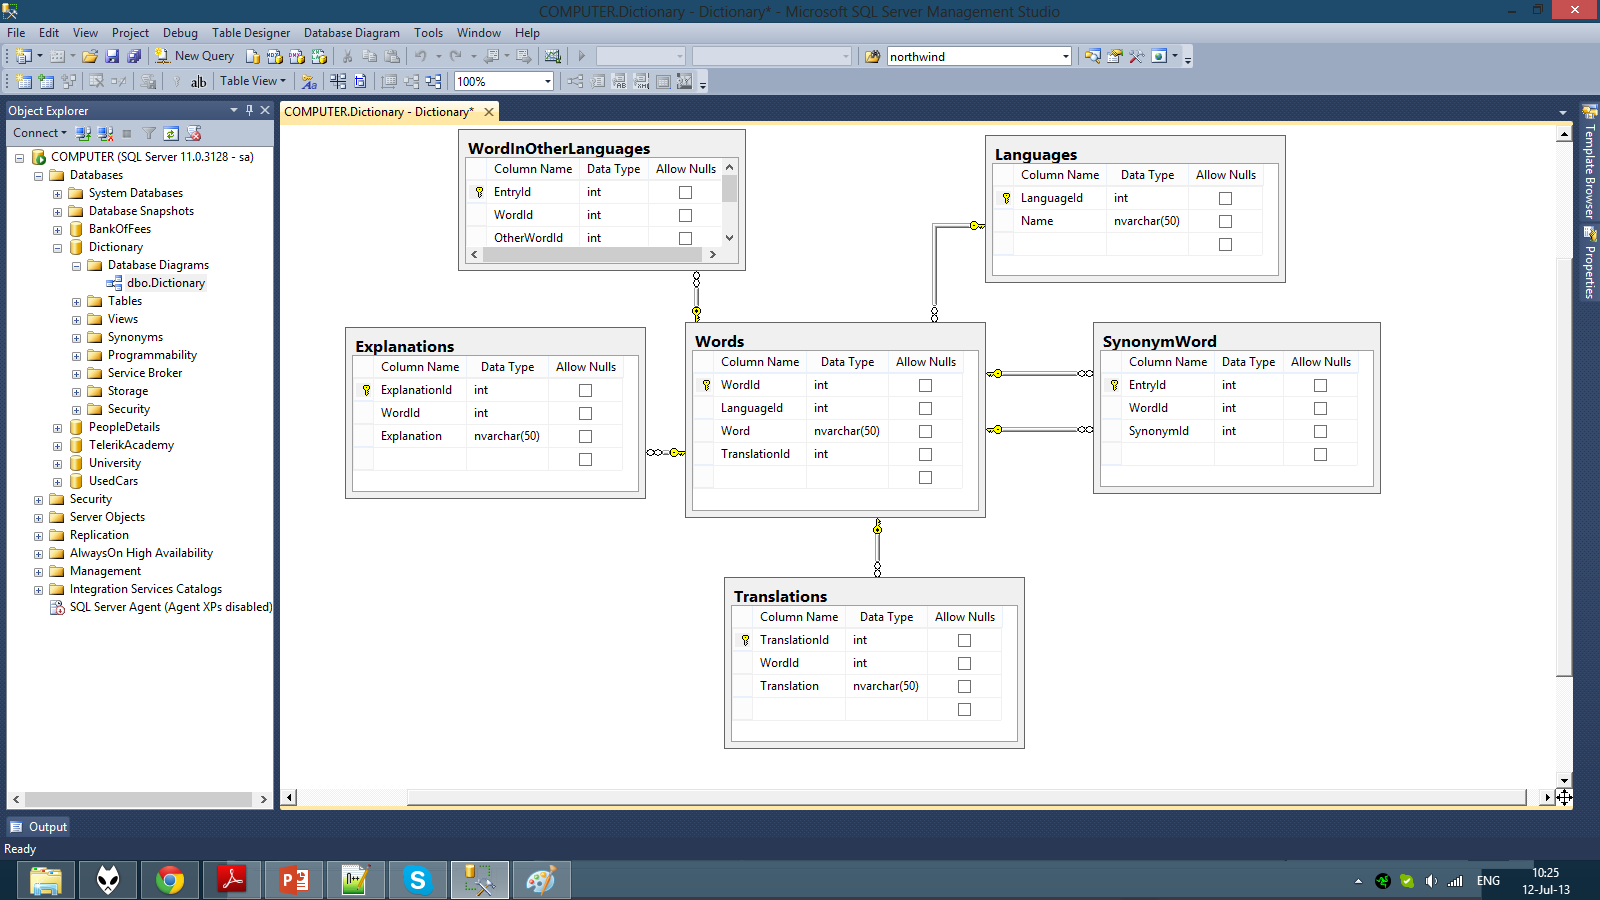 COMPUTER.Dictionary - Dictionary* - Microsoft SQL Server Management Studio
File Edit View Project Debug Table Designer Database Diagram Tools Window Help
New Query northwind
Table View 100%
Object Explorer
Connect
COMPUTER (SQL Server 11.0.3128 - sa)
Databases
System Databases
Database Snapshots
BankOfFees
Dictionary
Database Diagrams
dbo.Dictionary
Tables
Views
Synonyms
Programmability
Service Broker
Storage
Security
PeopleDetails
TelerikAcademy
University
UsedCars
Security
Server Objects
Replication
AlwaysOn High Availability
Management
Integration Services Catalogs
SQL Server Agent (Agent XPs disabled)
COMPUTER.Dictionary - Dictionary*
WordInOtherLanguages
Column Name Data Type Allow Nulls
EntryId int
WordId int
OtherWordId int
Languages
Column Name Data Type Allow Nulls
LanguageId int
Name nvarchar(50)
Explanations
Column Name Data Type Allow Nulls
ExplanationId int
WordId int
Explanation nvarchar(50)
Words
Column Name Data Type Allow Nulls
WordId int
LanguageId int
Word nvarchar(50)
TranslationId int
SynonymWord
Column Name Data Type Allow Nulls
EntryId int
WordId int
SynonymId int
Translations
Column Name Data Type Allow Nulls
TranslationId int
WordId int
Translation nvarchar(50)
Template Browser
Properties
Output
Ready
ENG
10:25
12-Jul-13